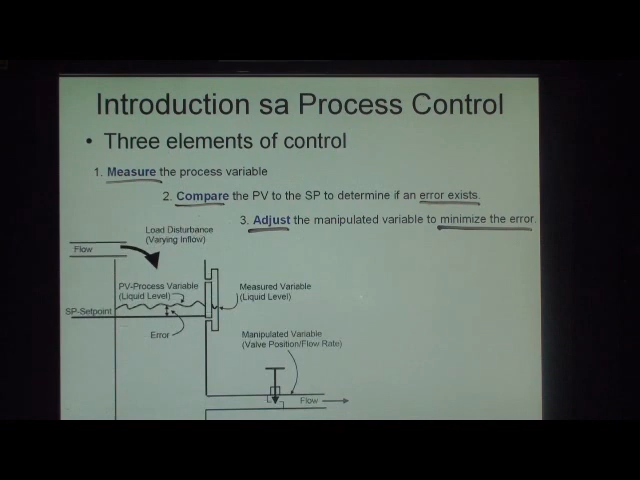 Introduction sa Process Control
• Three elements of control
1. Measure the process variable
2. Compare the PV to the SP to determine if an error exists.
3. Adjust the manipulated variable to minimize the error.
Load Disturbance
(Varying Inflow)
Flow
PV-Process Variable
(Liquid Level)
Measured Variable
(Liquid Level)
SP-Setpoint
Error
Manipulated Variable
(Valve Position/Flow Rate)
Flow